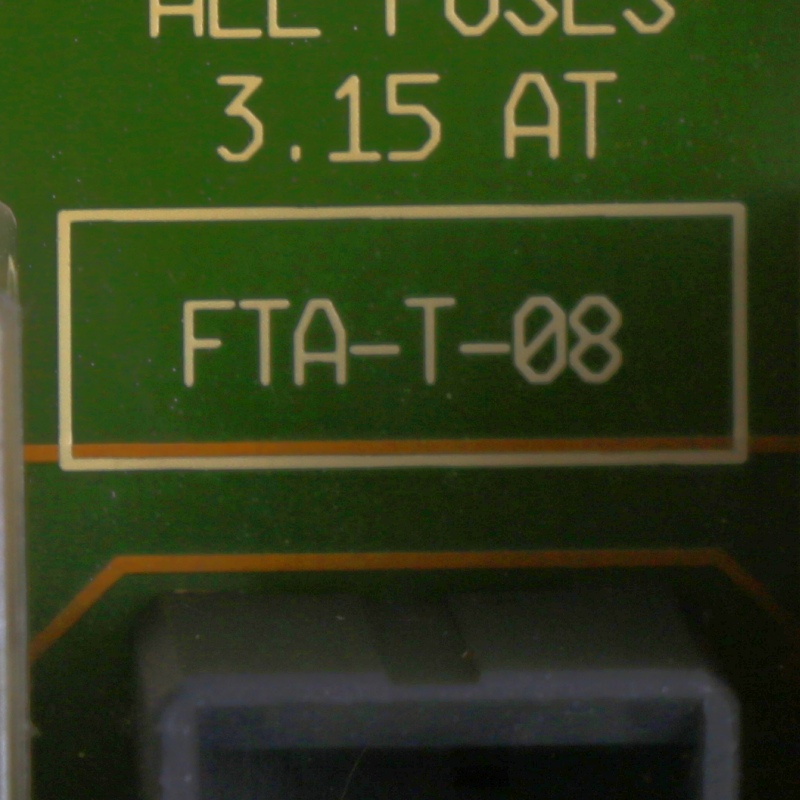 ALL FUSES
3.15 AT
FTA-T-08